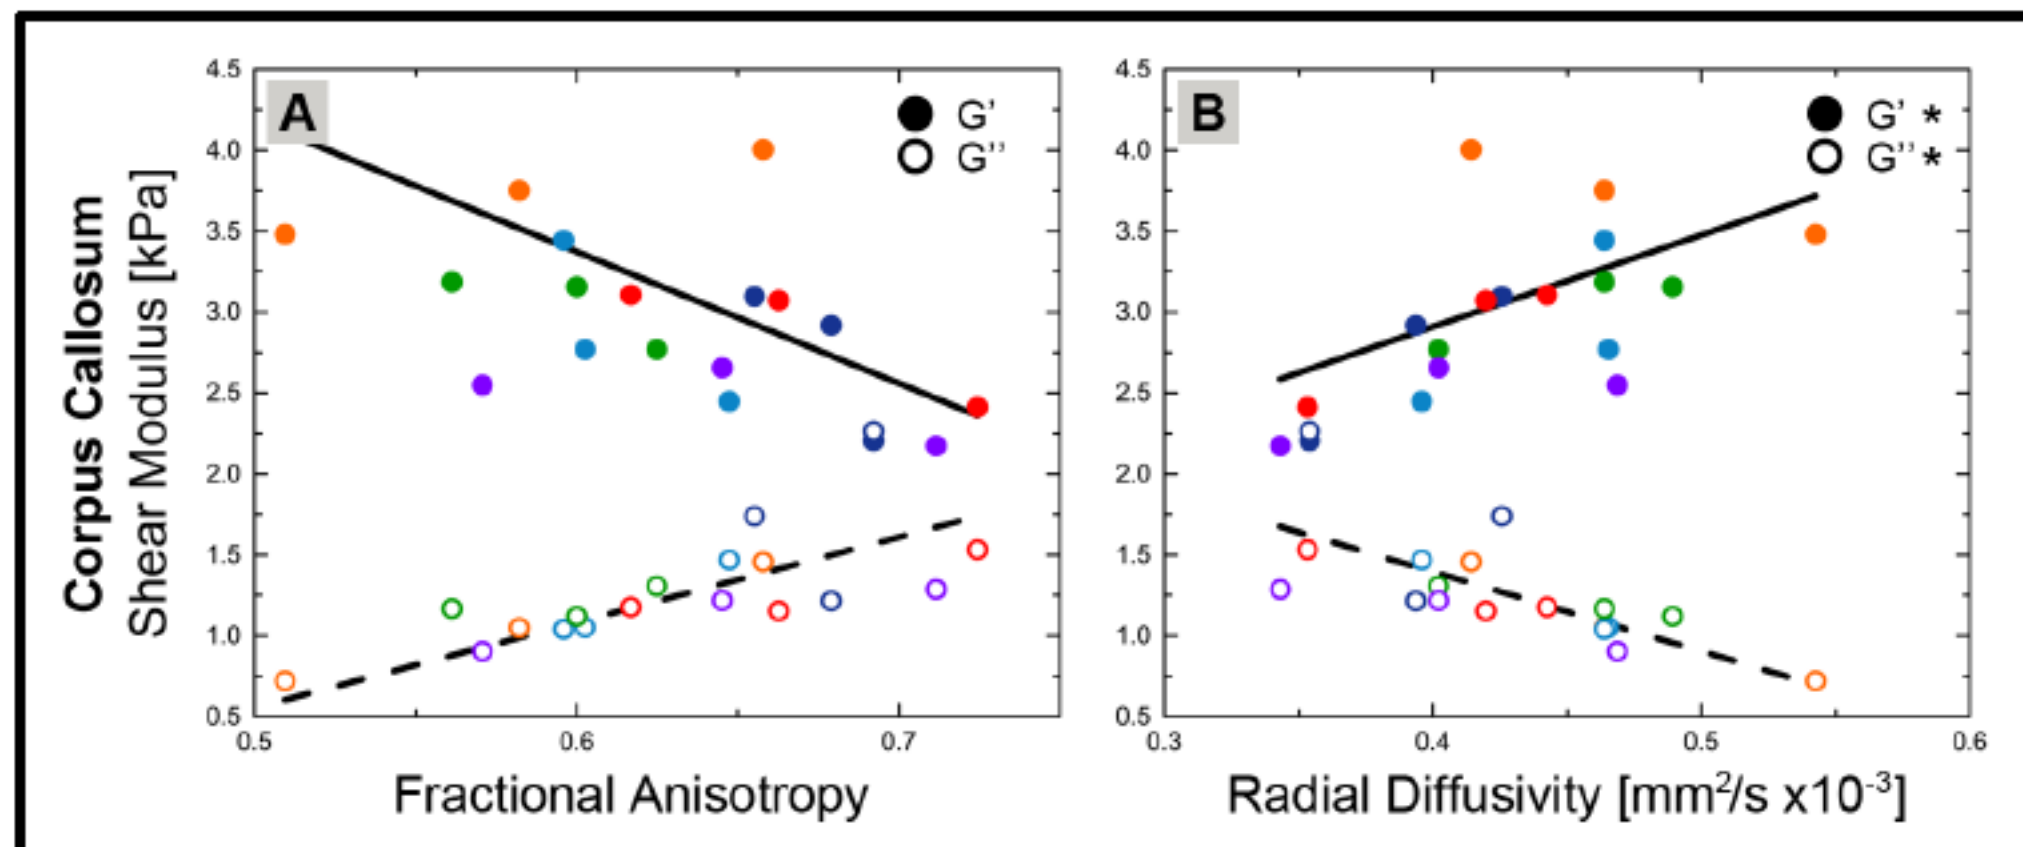 Corpus Callosum
Shear Modulus [kPa]
A
G’
G’’
4.5
4.0
3.5
3.0
2.5
2.0
1.5
1.0
0.5
0.5
0.6
0.7
Fractional Anisotropy
B
G’ *
G’’ *
4.5
4.0
3.5
3.0
2.5
2.0
1.5
1.0
0.5
0.3
0.4
0.5
0.6
Radial Diffusivity [mm²/s x10⁻³]